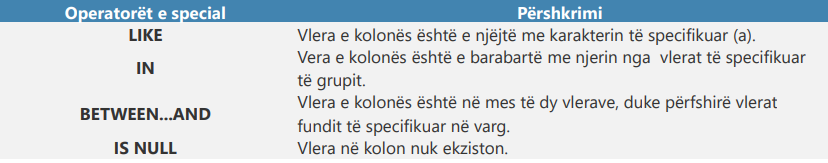 Operatorët e special Përshkrimi
LIKE Vlera e kolonës është e njëjtë me karakterin të specifikuar (a).
IN Vera e kolonës është e barabartë me njerin nga vlerat të specifikuar
të grupit.
BETWEEN...AND Vlera e kolonës është në mes të dy vlerave, duke përfshirë vlerat
fundit të specifikuar në varg.
IS NULL Vlera në kolon nuk ekziston.